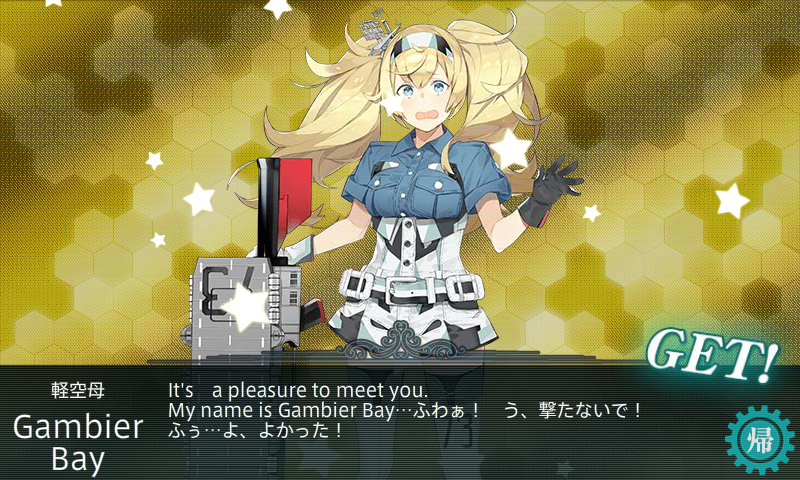 GET!
軽空母
Gambier
Bay
It's a pleasure to meet you.
My name is Gambier Bay…ふわぁ！ う、撃たないで！
ふぅ…よ、よかった！
帰
73